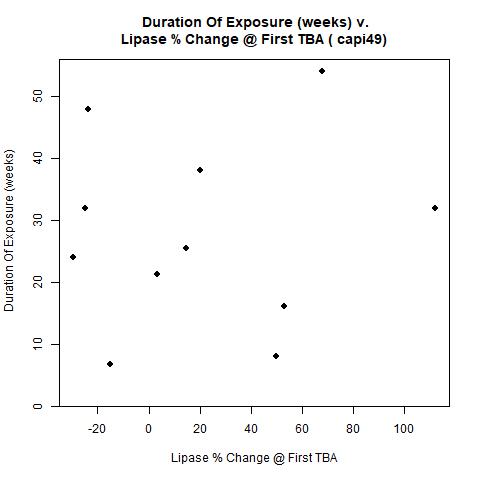 Duration Of Exposure (weeks) v.
Lipase % Change @ First TBA ( capi49)
Duration Of Exposure (weeks)
50
40
30
20
10
0
-20 0 20 40 60 80 100
Lipase % Change @ First TBA